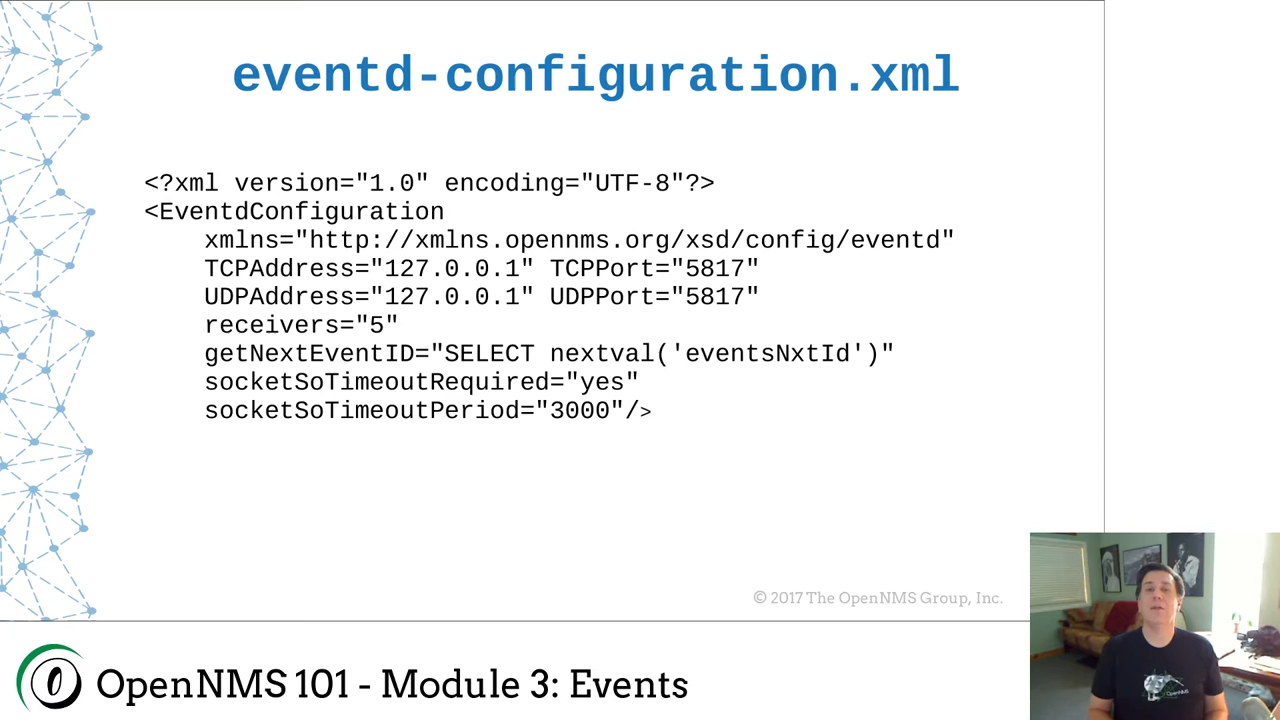 eventd-configuration.xml
<?xml version="1.0" encoding="UTF-8"?>
<EventdConfiguration
xmlns="http://xmlns.opennms.org/xsd/config/eventd"
TCPAddress="127.0.0.1" TCPPort="5817"
UDPAddress="127.0.0.1" UDPPort="5817"
receivers="5"
getNextEventID="SELECT nextval('eventsNxtId')"
socketSoTimeoutRequired="yes"
socketSoTimeoutPeriod="3000"/>
© 2017 The OpenNMS Group, Inc.
OpenNMS 101 - Module 3: Events
OpenNMS